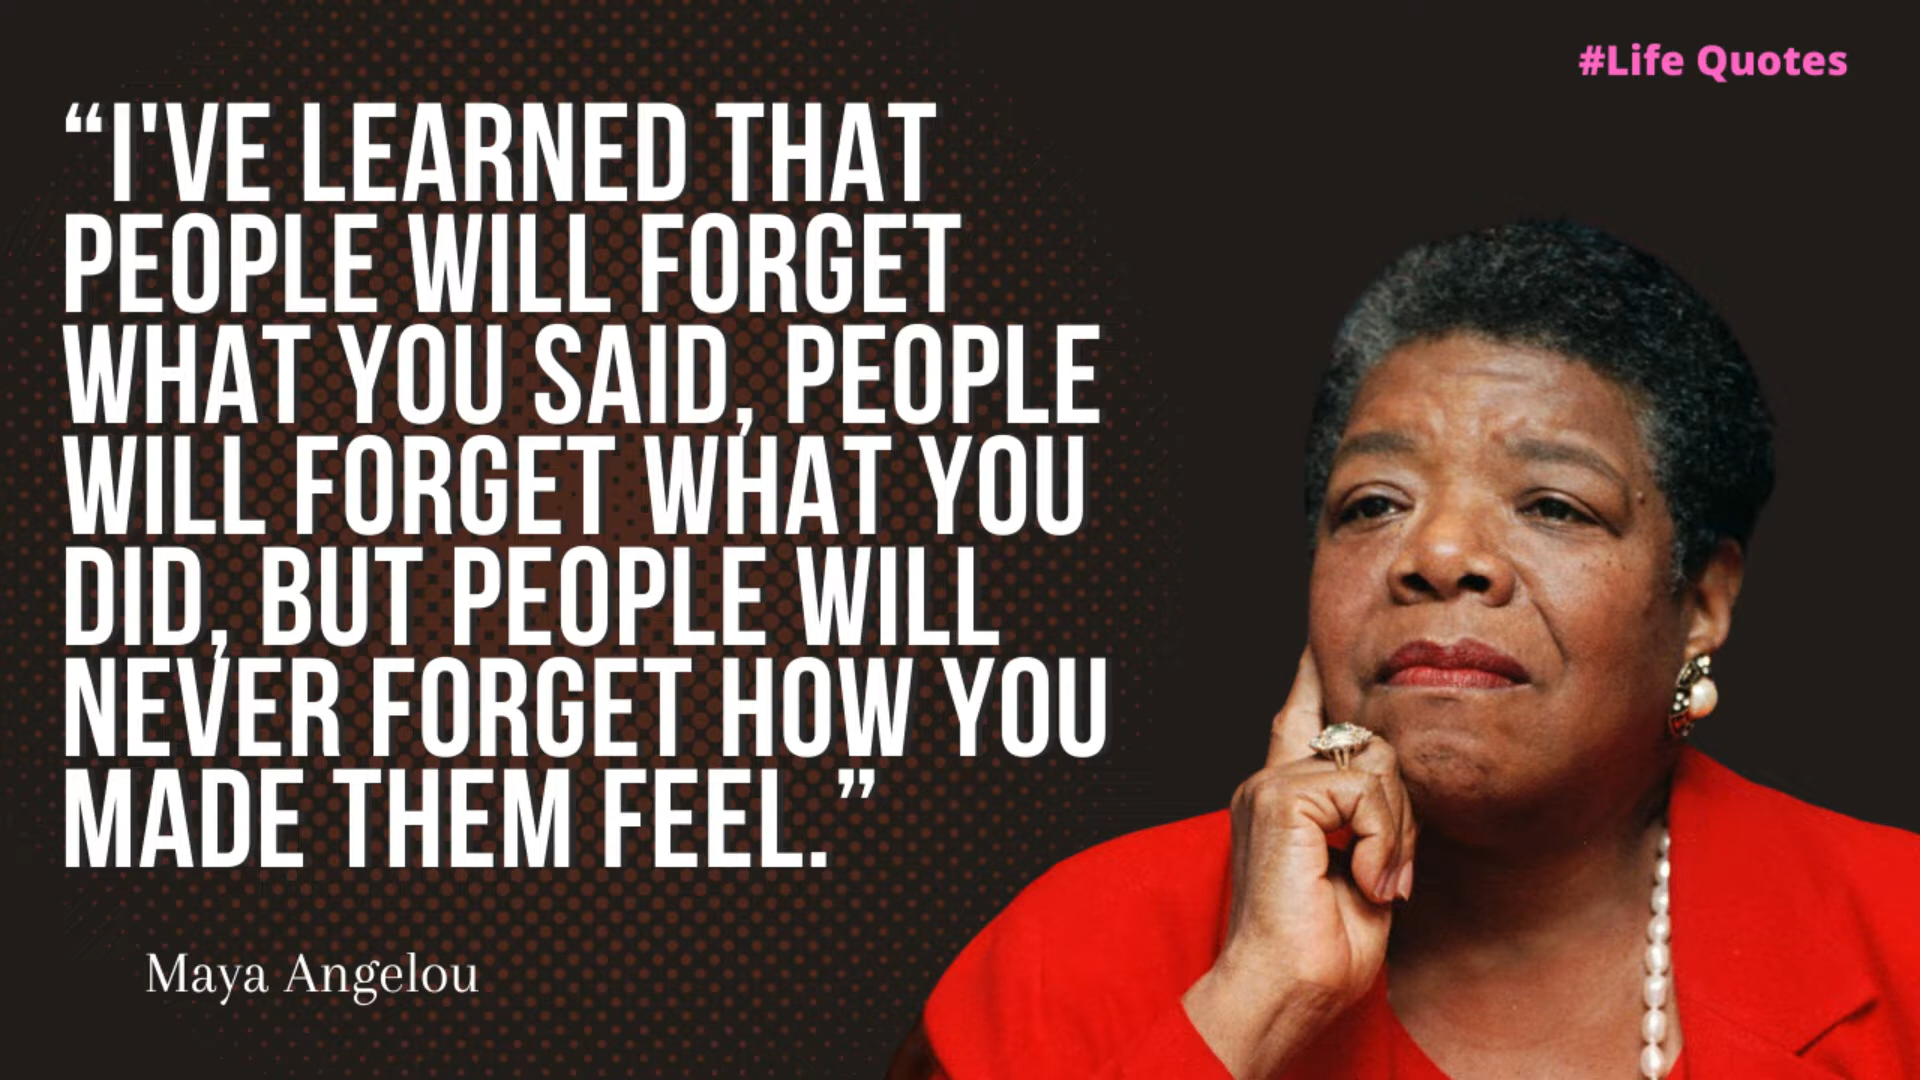 #Life Quotes
“I'VE LEARNED THAT
PEOPLE WILL FORGET
WHAT YOU SAID, PEOPLE
WILL FORGET WHAT YOU
DID, BUT PEOPLE WILL
NEVER FORGET HOW YOU
MADE THEM FEEL.”
Maya Angelou